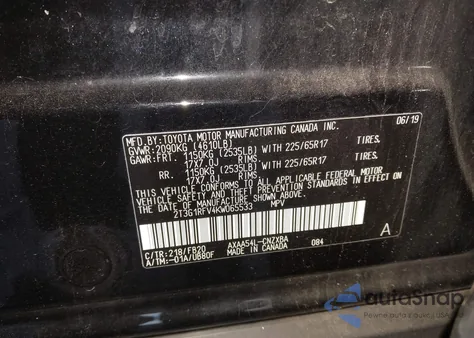 MFD.BY:TOYOTA MOTOR MANUFACTURING CANADA INC. 06/19
GVWR:2090KG (4610LB)
GAWR:FRT. 1150KG (2535LB) WITH 225/65R17 TIRES.
17X7.0J RIMS.
RR. 1150KG (2535LB) WITH 225/65R17 TIRES.
17X7.0J RIMS.
THIS VEHICLE CONFORMS TO ALL APPLICABLE FEDERAL MOTOR
VEHICLE SAFETY AND THEFT PREVENTION STANDARDS IN EFFECT
ON THE DATE OF MANUFACTURE SHOWN ABOVE.
2T3G1RFV4KW065533 MPV
C/TR:218/FB20 AXAA54L-CNZXBA 084 A
A/TM:-01A/UB80F MADE IN CANADA
autoSnap